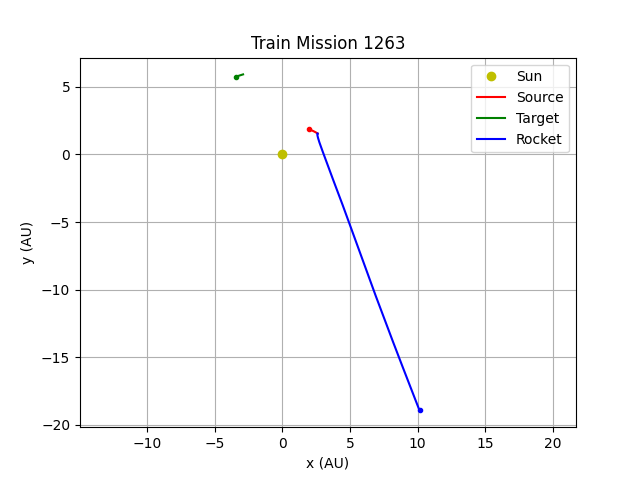 Train Mission 1263
Sun
Source
Target
Rocket
5
0
−5
−10
−15
−20
y (AU)
−10
−5
0
5
10
15
20
x (AU)